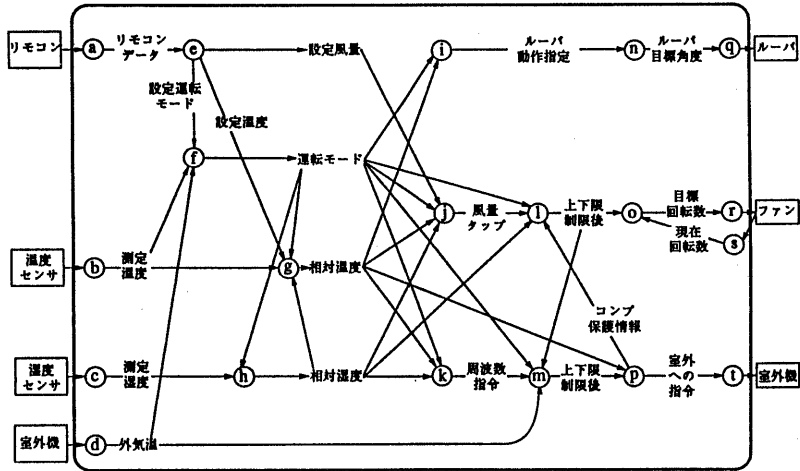 リモコン
a
リモコン
データ
e
設定風量
i
ルーバ
動作指定
n
ルーバ
目標角度
q
ルーバ
設定運転
モード
設定温度
f
運転モード
j
風量
タップ
l
上下限
制限後
o
目標
回転数
r
ファン
現在
回転数
s
温度
センサ
b
測定
温度
g
相対温度
コンプ
保護情報
湿度
センサ
c
測定
湿度
h
相対湿度
k
周波数
指令
m
上下限
制限後
p
室外
への
指令
t
室外機
室外機
d
外気温